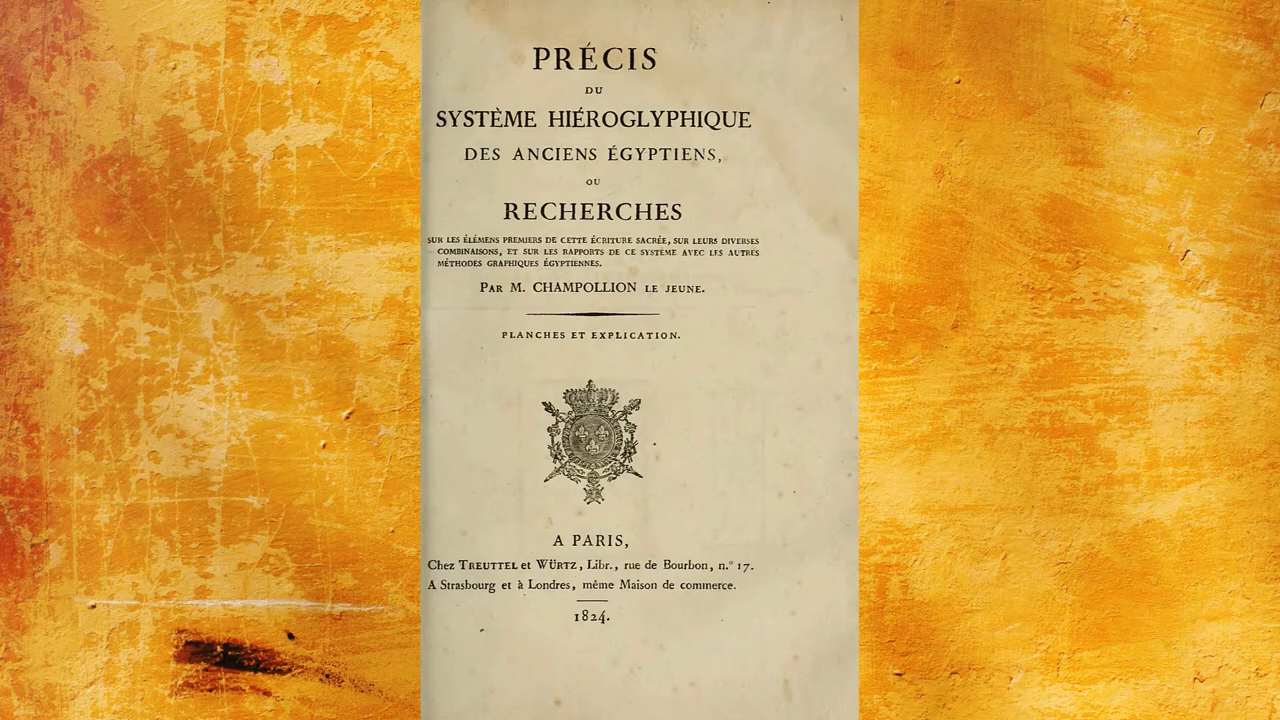 PRÉCIS
DU
SYSTÈME HIÉROGLYPHIQUE
DES ANCIENS ÉGYPTIENS,
OU
RECHERCHES
SUR LES ÉLÉMENS PREMIERS DE CETTE ÉCRITURE SACRÉE, SUR LEURS DIVERSES
COMBINAISONS, ET SUR LES RAPPORTS DE CE SYSTÈME AVEC LES AUTRES
MÉTHODES GRAPHIQUES ÉGYPTIENNES.
PAR M. CHAMPOLLION LE JEUNE.
PLANCHES ET EXPLICATION.
A PARIS,
Chez TREUTTEL et WÜRTZ, Libr., rue de Bourbon, n.° 17.
A Strasbourg et à Londres, même Maison de commerce.
1824.